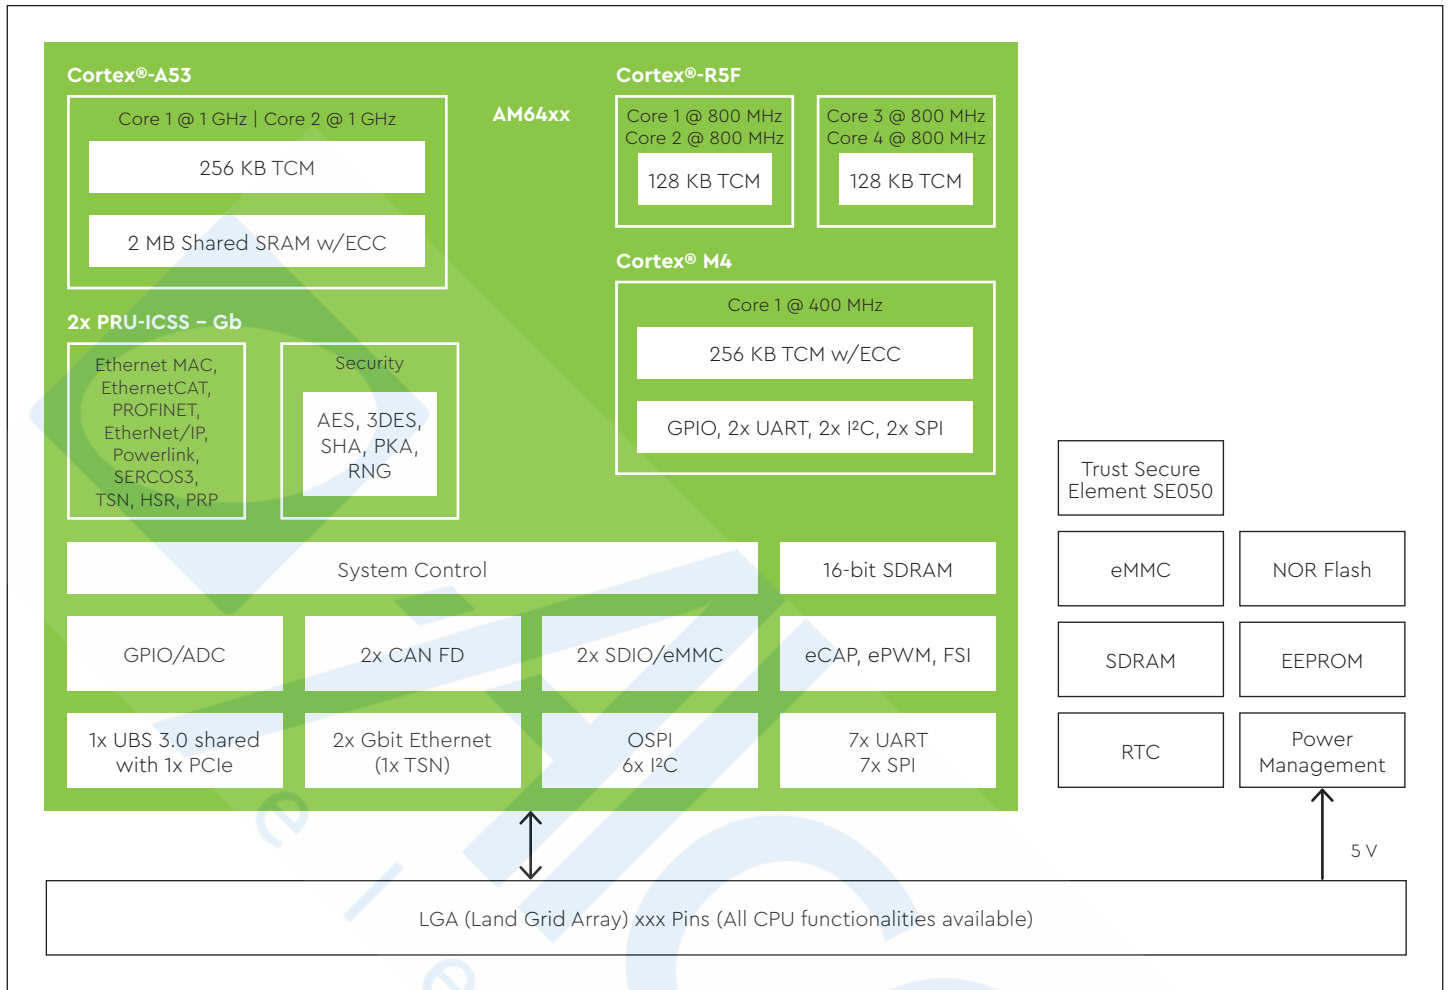 Cortex®-A53
Core 1 @ 1 GHz | Core 2 @ 1 GHz
256 KB TCM
2 MB Shared SRAM w/ECC
AM64xx
Cortex®-R5F
Core 1 @ 800 MHz
Core 2 @ 800 MHz
128 KB TCM
Core 3 @ 800 MHz
Core 4 @ 800 MHz
128 KB TCM
Cortex® M4
Core 1 @ 400 MHz
256 KB TCM w/ECC
GPIO, 2x UART, 2x I²C, 2x SPI
2x PRU-ICSS – Gb
Ethernet MAC,
EthernetCAT,
PROFINET,
EtherNet/IP,
Powerlink,
SERCOS3,
TSN, HSR, PRP
Security
AES, 3DES,
SHA, PKA,
RNG
System Control
16-bit SDRAM
GPIO/ADC
2x CAN FD
2x SDIO/eMMC
eCAP, ePWM, FSI
1x UBS 3.0 shared
with 1x PCIe
2x Gbit Ethernet
(1x TSN)
OSPI
6x I²C
7x UART
7x SPI
Trust Secure
Element SE050
eMMC
NOR Flash
SDRAM
EEPROM
RTC
Power
Management
5 V
LGA (Land Grid Array) xxx Pins (All CPU functionalities available)